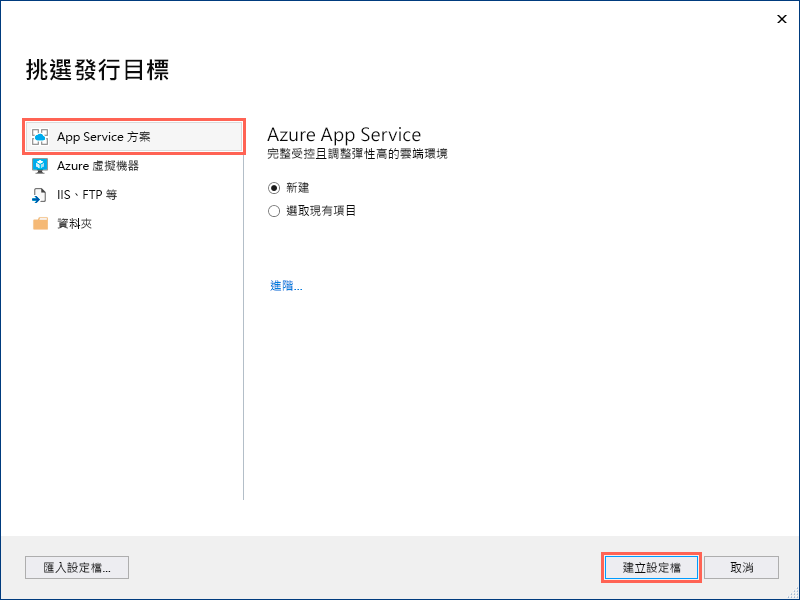 挑選發行目標
App Service 方案
Azure 虛擬機器
IIS、FTP 等
資料夾
Azure App Service
完整受控且調整彈性高的雲端環境
新建
選取現有項目
進階...
匯入設定檔...
建立設定檔
取消